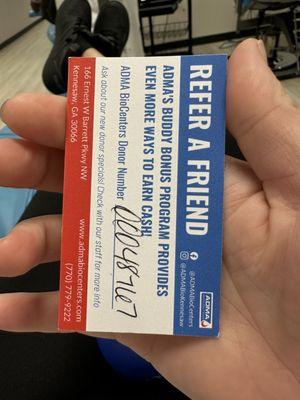 REFER A FRIEND
@ADMABioCenters
@ADMABioKennesaw
ADMA
ADMA'S BUDDY BONUS PROGRAM PROVIDES
EVEN MORE WAYS TO EARN CASH!
ADMA BioCenters Donor Number
Ask about our new donor specials! Check with our staff for more info
166 Ernest W Barrett Pkwy NW www.admabiocenters.com
Kennesaw, GA 30066 (770) 779-9222